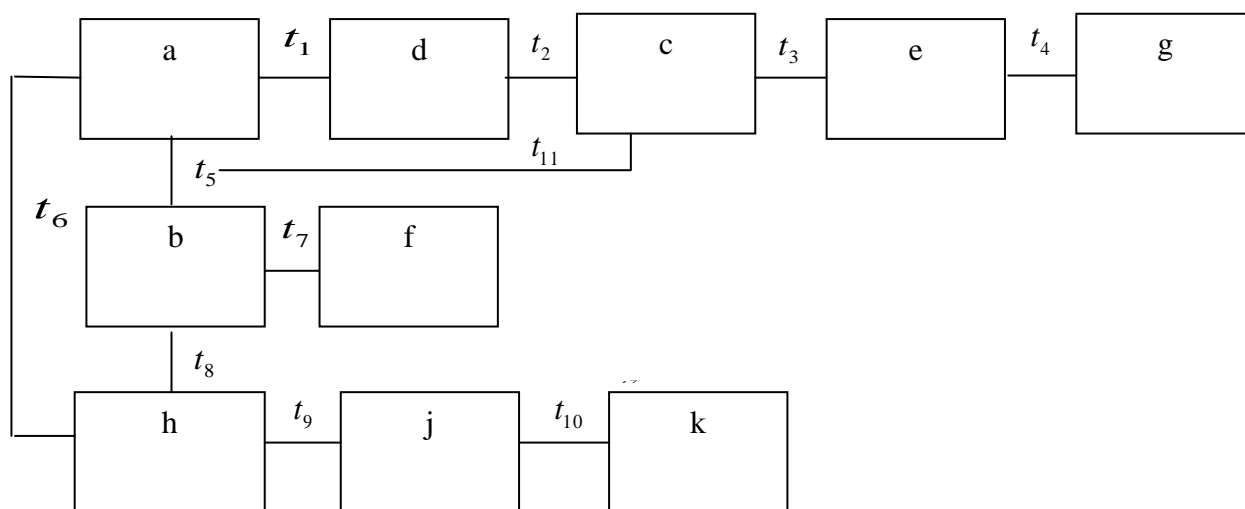 a t₁ d t₂ c t₃ e t₄ g
t₅ t₁₁
t₆ b t₇ f
t₈
h t₉ j t₁₀ k